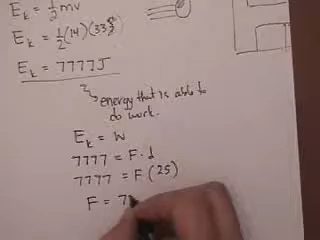 Eₖ = ½mv
Eₖ = ½(14)(33.3
Eₖ = 7777J
energy that is able to
do work.
Eₖ = W
7777 = F · d
7777 = F (25)
F = 7